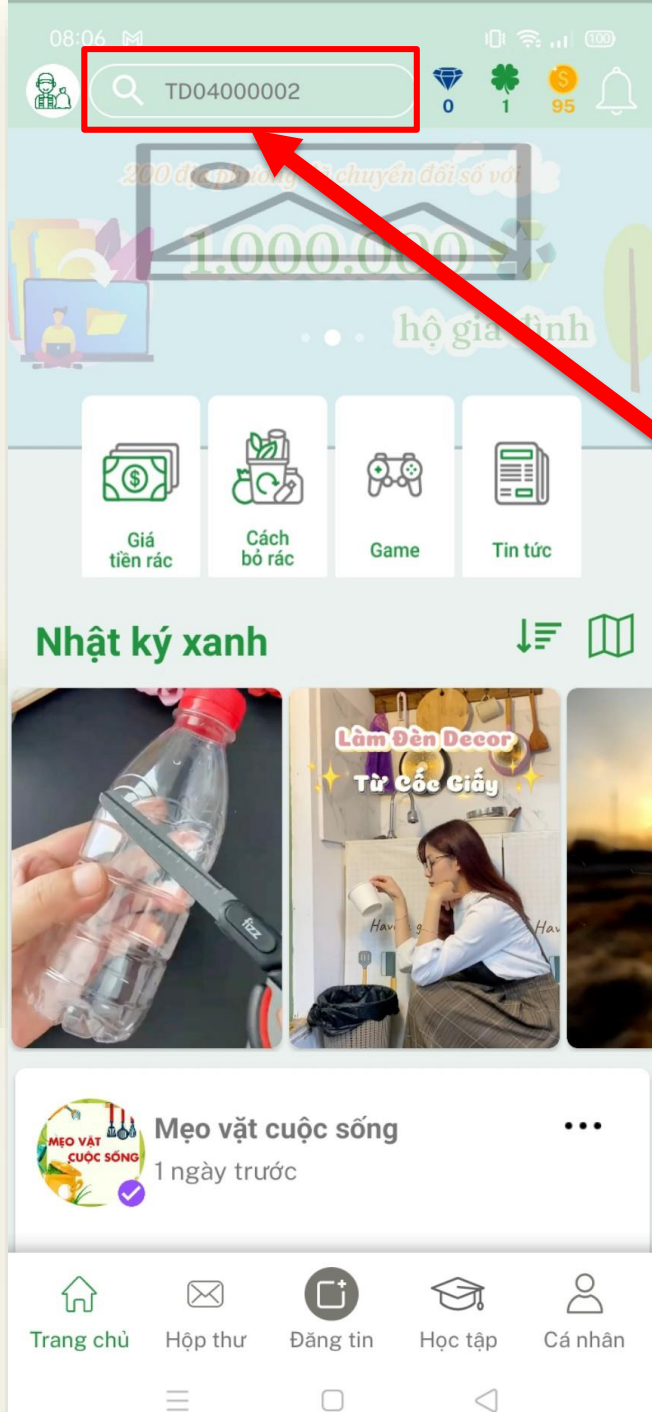 08:06
100
TD04000002
0
1
95
200 địa phương chuyển đổi số với
1.000.000
hộ gia đình
Giá
tiền rác
Cách
bỏ rác
Game
Tin tức
Nhật ký xanh
fizz
Làm Đèn Decor
Từ Cốc Giấy
Mẹo vặt cuộc sống
1 ngày trước
MẸO VẶT
CUỘC SỐNG
Trang chủ
Hộp thư
Đăng tin
Học tập
Cá nhân